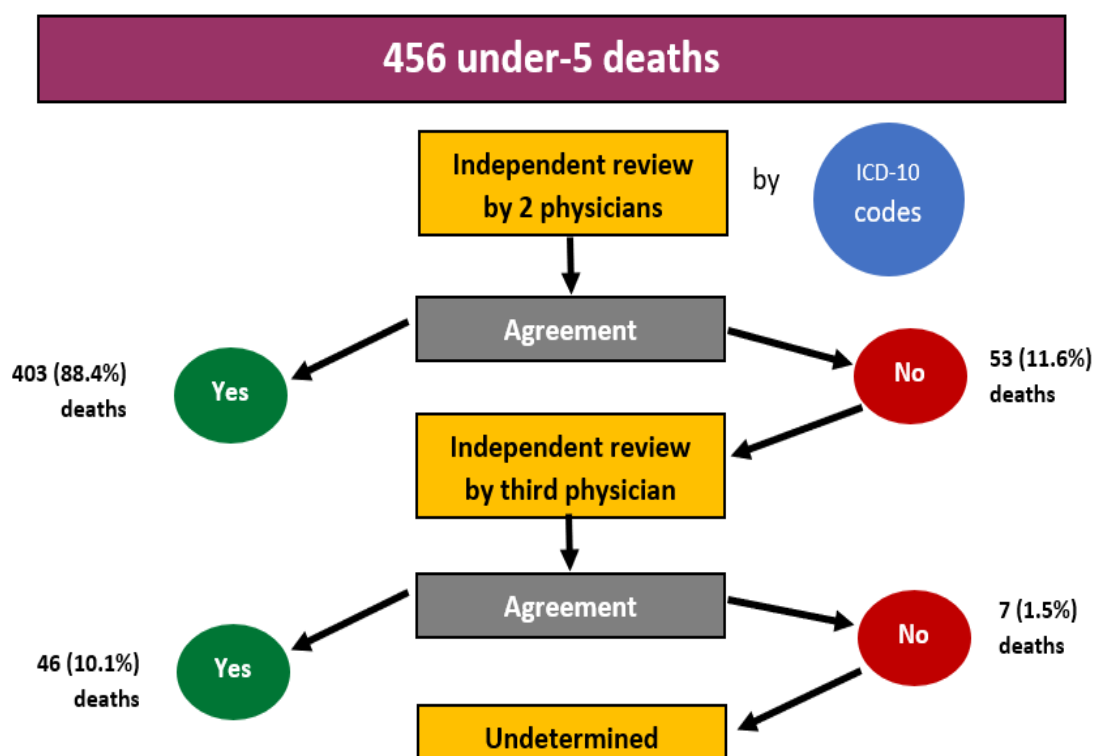 456 under-5 deaths
Independent review
by 2 physicians
by
ICD-10
codes
Agreement
403 (88.4%)
deaths
Yes
No
53 (11.6%)
deaths
Independent review
by third physician
Agreement
46 (10.1%)
deaths
Yes
No
7 (1.5%)
deaths
Undetermined